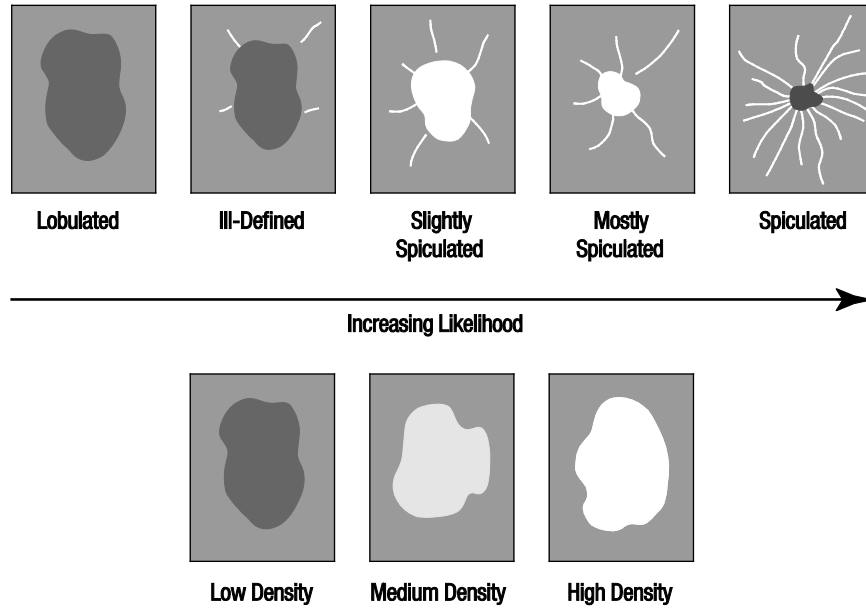 Lobulated
Ill-Defined
Slightly
Spiculated
Mostly
Spiculated
Spiculated
Increasing Likelihood
Low Density
Medium Density
High Density